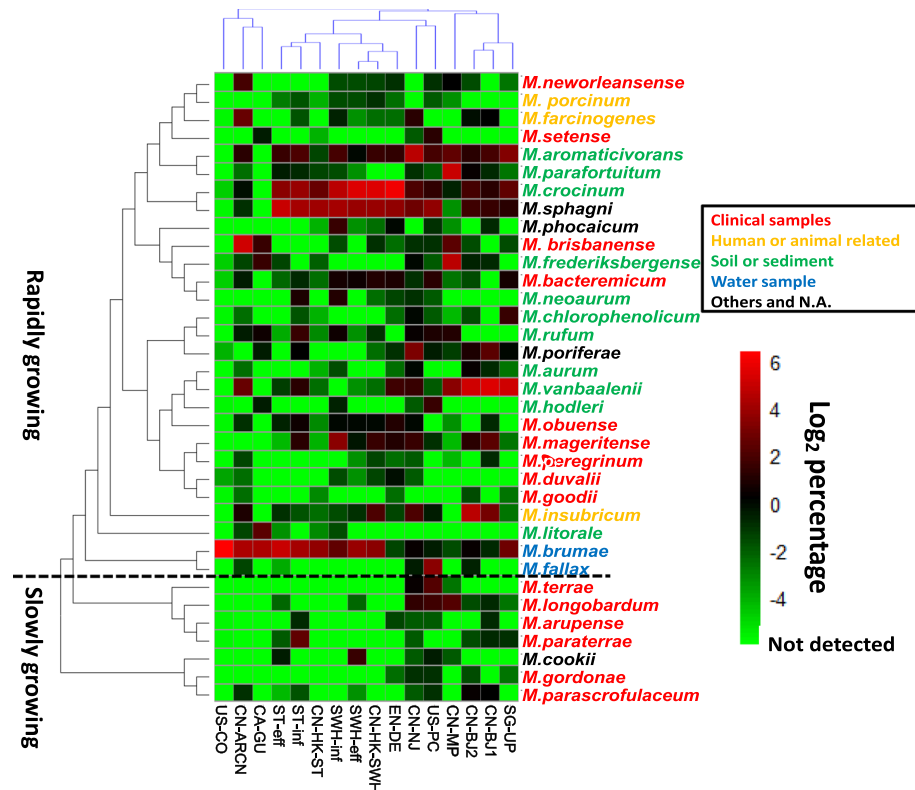 M.neworleansense
M. porcinum
M.farcinogenes
M.setense
M.aromaticivorans
M.parafortuitum
M.crocinum
M.sphagni
M.phocaicum
M. brisbanense
M.frederiksbergense
M.bacteremicum
M.neoaurum
M.chlorophenolicum
M.rufum
M.poriferae
M.aurum
M.vanbaalenii
M.hodleri
M.obuense
M.mageritense
M.peregrinum
M.duvalii
M.goodii
M.insubricum
M.litorale
M.brumae
M.fallax
M.terrae
M.longobardum
M.arupense
M.paraterrae
M.cookii
M.gordonae
M.parascrofulaceum
Rapidly growing
Slowly growing
US-CO
CN-ARCN
CA-GU
ST-eff
ST-inf
CN-HK-ST
SWH-inf
SWH-eff
CN-HK-SWH
EN-DE
CN-NJ
US-PC
CN-MP
CN-BJ2
CN-BJ1
SG-UP
Clinical samples
Human or animal related
Soil or sediment
Water sample
Others and N.A.
6
4
2
0
-2
-4
Not detected
Log₂ percentage